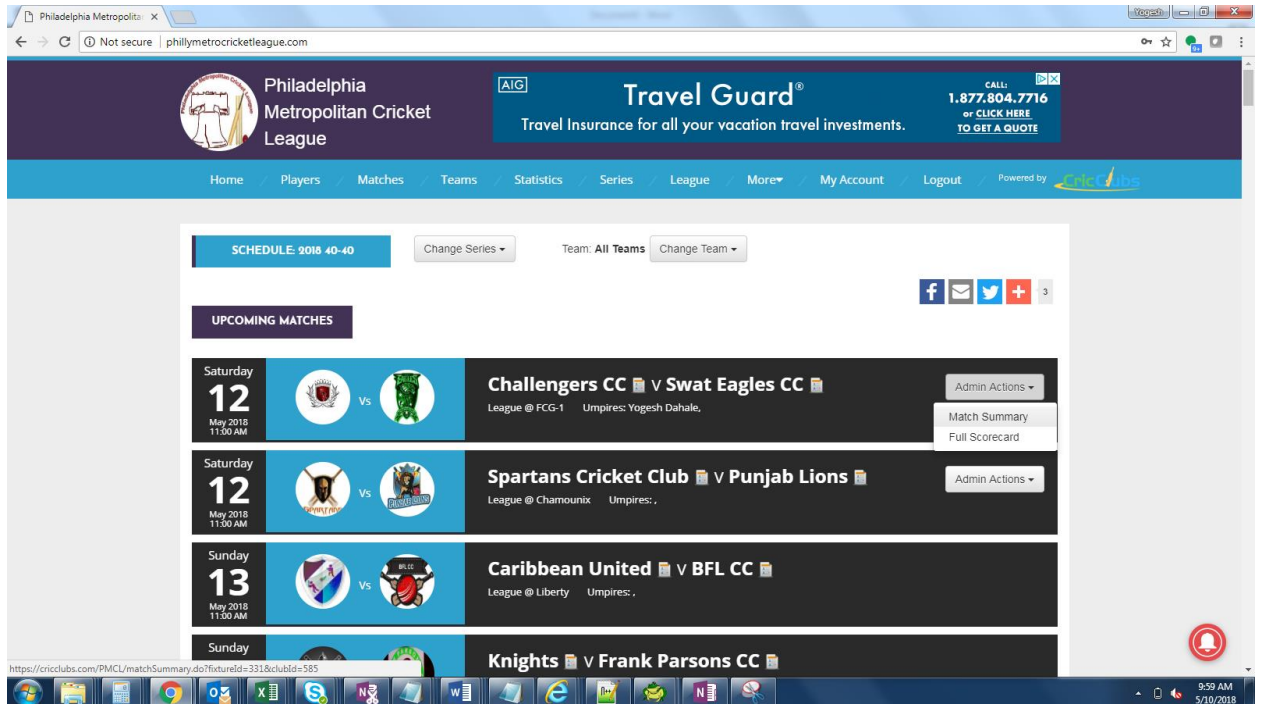 Philadelphia Metropolita
Yogesh
Not secure | phillymetrocricketleague.com
9+
Philadelphia
Metropolitan Cricket
League
AIG
Travel Guard®
Travel Insurance for all your vacation travel investments.
CALL:
1.877.804.7716
or CLICK HERE
TO GET A QUOTE
Home / Players / Matches / Teams / Statistics / Series / League / More / My Account / Logout / Powered by CricClubs
SCHEDULE: 2018 40-40
Change Series
Team: All Teams
Change Team
3
UPCOMING MATCHES
Saturday
12
May 2018
11:00 AM
Vs
Challengers CC v Swat Eagles CC
League @ FCG-1 Umpires: Yogesh Dahale,
Admin Actions
Match Summary
Full Scorecard
Saturday
12
May 2018
11:00 AM
Vs
Spartans Cricket Club v Punjab Lions
League @ Chamounix Umpires: ,
Admin Actions
Sunday
13
May 2018
11:00 AM
Vs
BFL CC
Caribbean United v BFL CC
League @ Liberty Umpires: ,
Sunday
Knights v Frank Parsons CC
https://cricclubs.com/PMCL/matchSummary.do?fixtureId=331&clubId=585
9:59 AM
5/10/2018